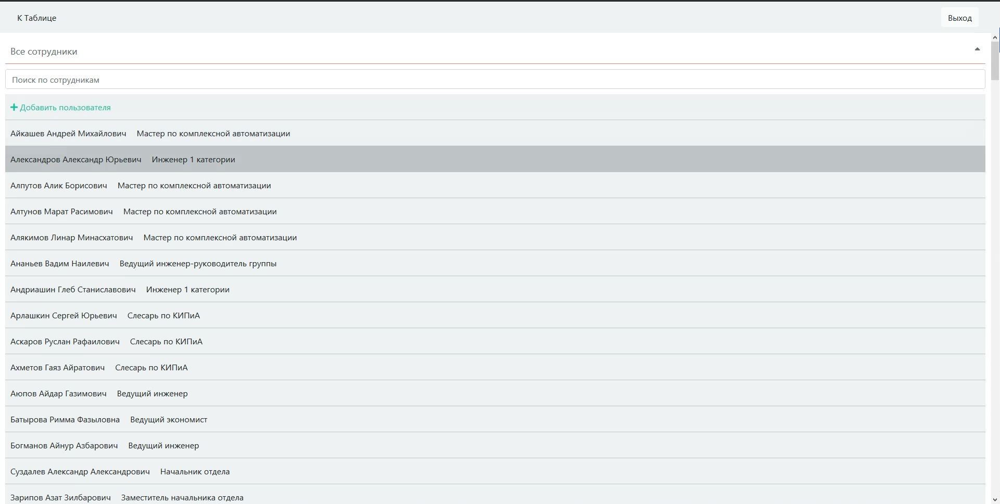 К Таблице
Выход
Все сотрудники
Поиск по сотрудникам
Добавить пользователя
Айкашев Андрей Михайлович Мастер по комплексной автоматизации
Александров Александр Юрьевич Инженер 1 категории
Алпутов Алик Борисович Мастер по комплексной автоматизации
Алтунов Марат Расимович Мастер по комплексной автоматизации
Алякимов Линар Минасхатович Мастер по комплексной автоматизации
Ананьев Вадим Наилевич Ведущий инженер-руководитель группы
Андриашин Глеб Станиславович Инженер 1 категории
Арлашкин Сергей Юрьевич Слесарь по КИПиА
Аскаров Руслан Рафаилович Слесарь по КИПиА
Ахметов Гаяз Айратович Слесарь по КИПиА
Аюпов Айдар Газимович Ведущий инженер
Батырова Римма Фазыловна Ведущий экономист
Богманов Айнур Азбарович Ведущий инженер
Суздалев Александр Александрович Начальник отдела
Зарипов Азат Зилбарович Заместитель начальника отдела